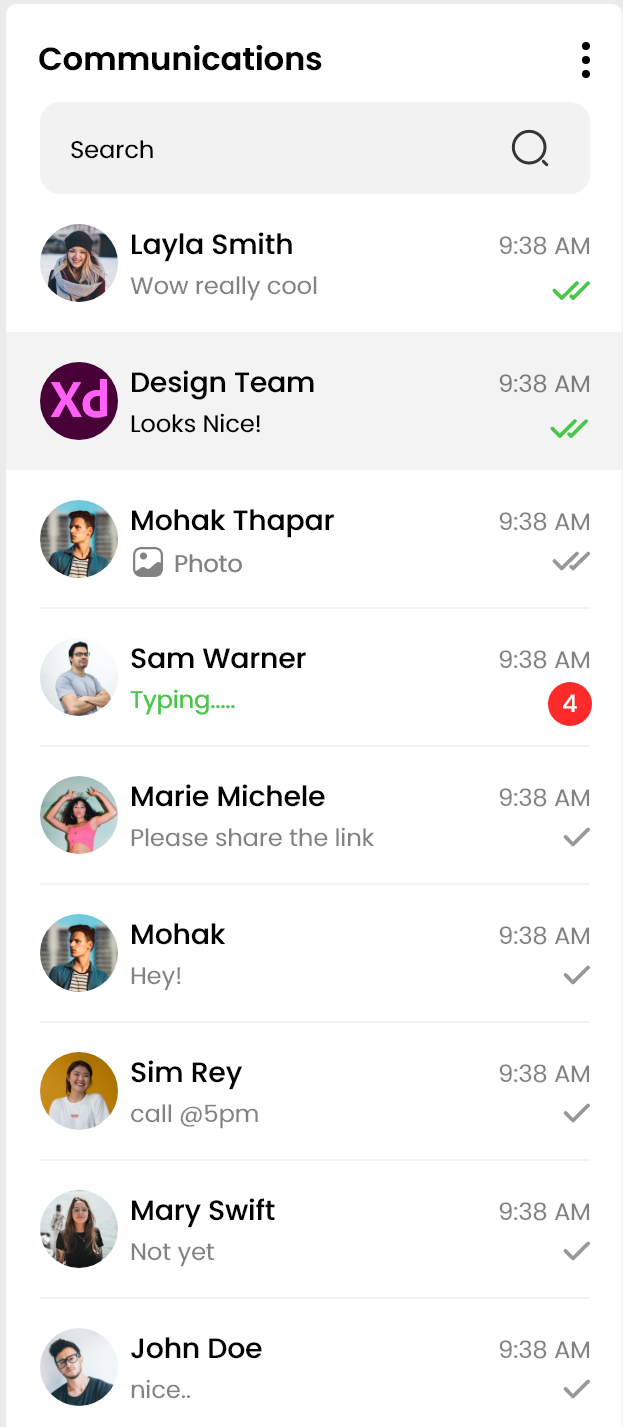 Communications
Search
Layla Smith 9:38 AM
Wow really cool
Xd Design Team 9:38 AM
Looks Nice!
Mohak Thapar 9:38 AM
Photo
Sam Warner 9:38 AM
Typing..... 4
Marie Michele 9:38 AM
Please share the link
Mohak 9:38 AM
Hey!
Sim Rey 9:38 AM
call @5pm
Mary Swift 9:38 AM
Not yet
John Doe 9:38 AM
nice..